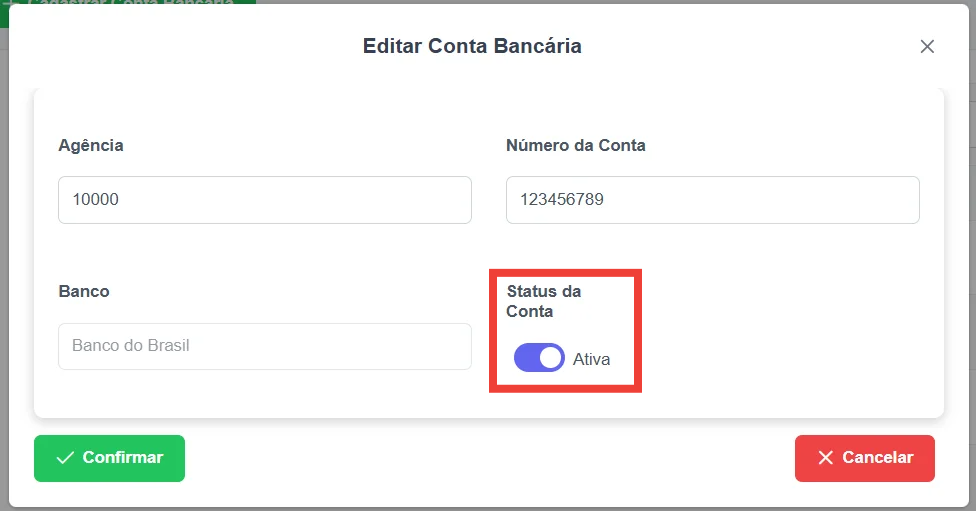 Cadastrar Conta Bancária
Editar Conta Bancária
Agência
Número da Conta
10000
123456789
Banco
Status da
Conta
Banco do Brasil
Ativa
Confirmar
Cancelar